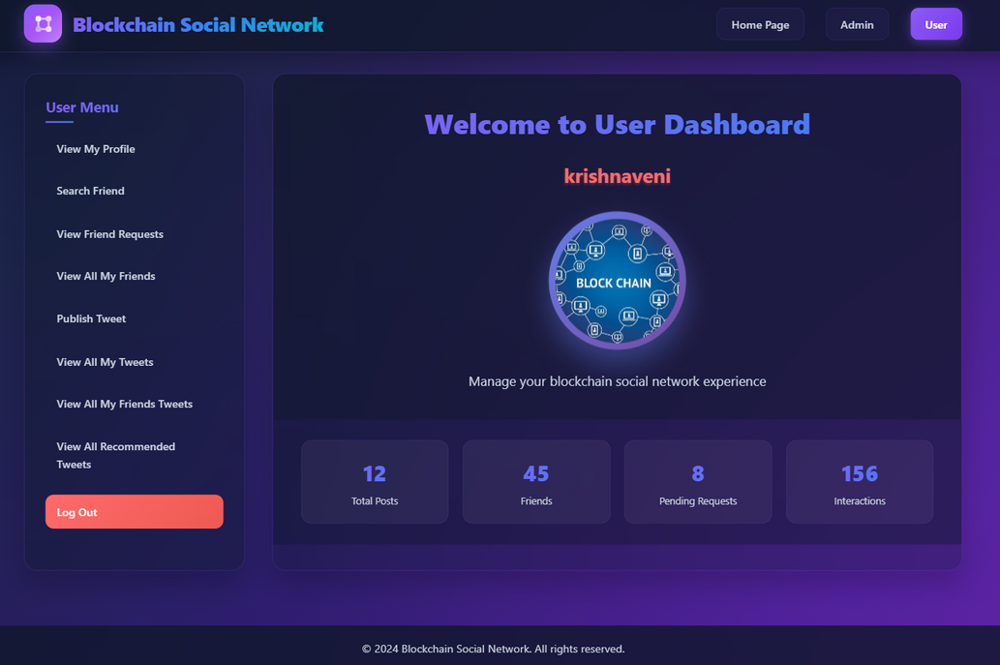 Blockchain Social Network
Home Page
Admin
User
User Menu
View My Profile
Search Friend
View Friend Requests
View All My Friends
Publish Tweet
View All My Tweets
View All My Friends Tweets
View All Recommended
Tweets
Log Out
Welcome to User Dashboard
krishnaveni
BLOCK CHAIN
Manage your blockchain social network experience
12
Total Posts
45
Friends
8
Pending Requests
156
Interactions
© 2024 Blockchain Social Network. All rights reserved.